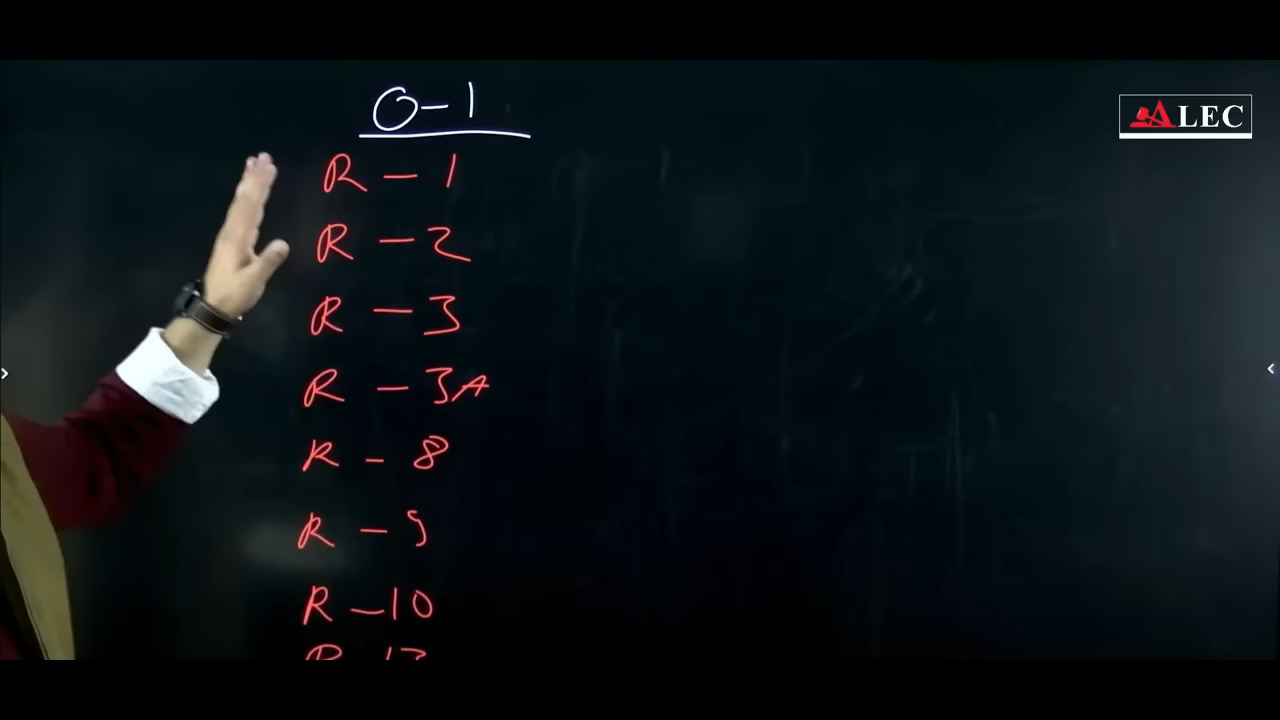 O-1
ALEC
R - 1
R - 2
R - 3
R - 3A
R - 8
R - 9
R - 10
R